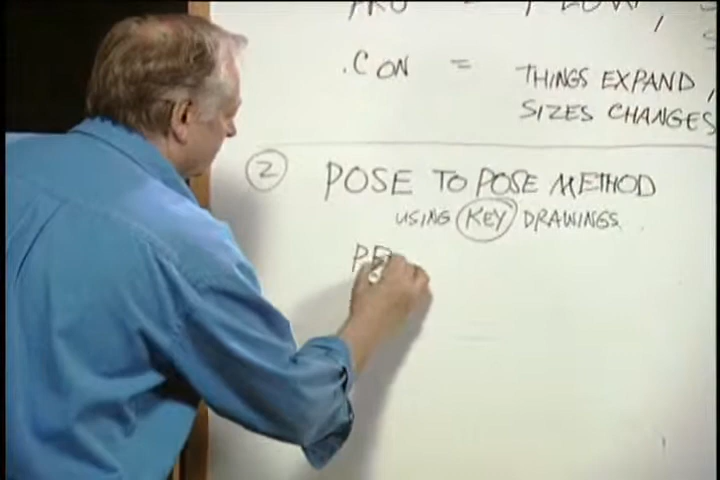 .CON = THINGS EXPAND,
SIZES CHANGES
2 POSE TO POSE METHOD
USING KEY DRAWINGS